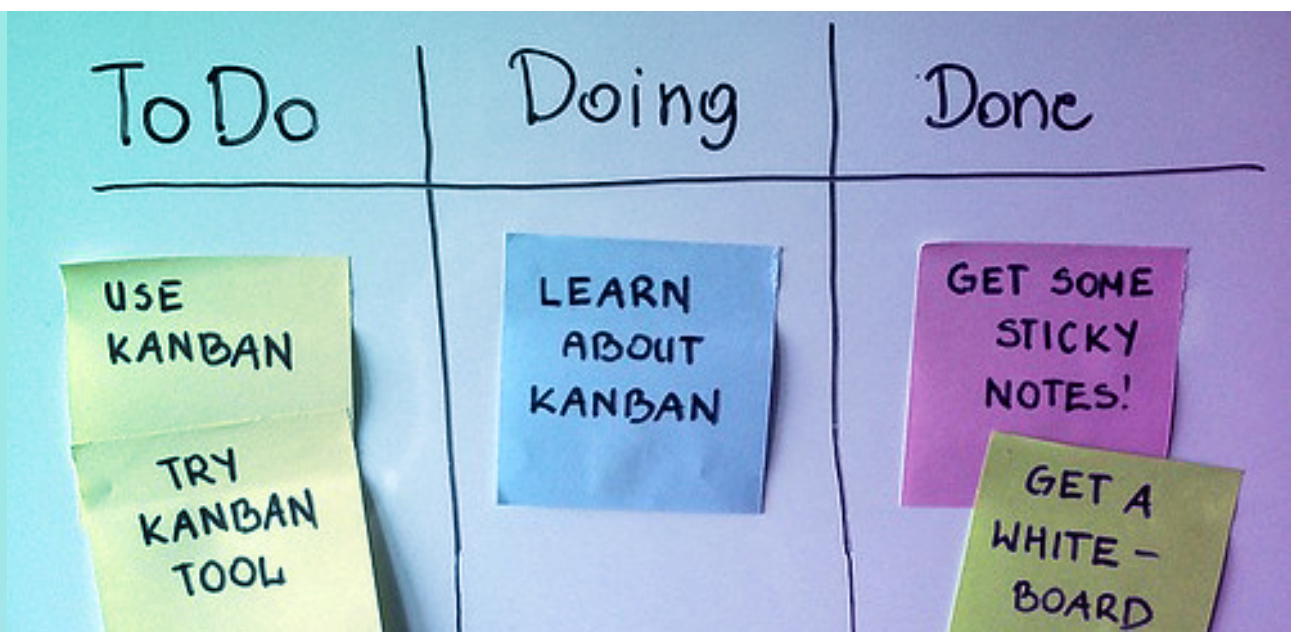 To Do
Doing
Done
USE
KANBAN
TRY
KANBAN
TOOL
LEARN
ABOUT
KANBAN
GET SOME
STICKY
NOTES!
GET A
WHITE-
BOARD